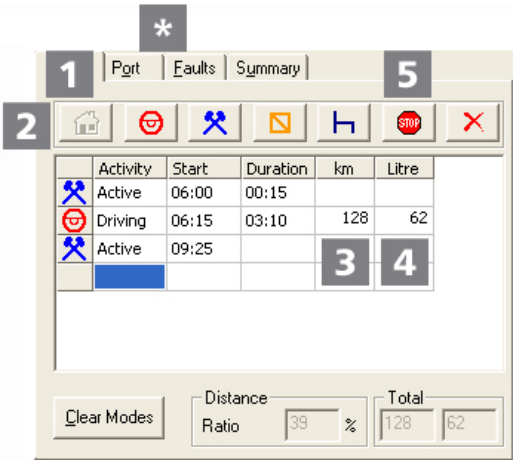 *
1 Port Faults Summary 5
2 STOP
Activity Start Duration km Litre
Active 06:00 00:15
Driving 06:15 03:10 128 62
Active 09:25
3 4
Distance Total
Clear Modes Ratio 39 % 128 62